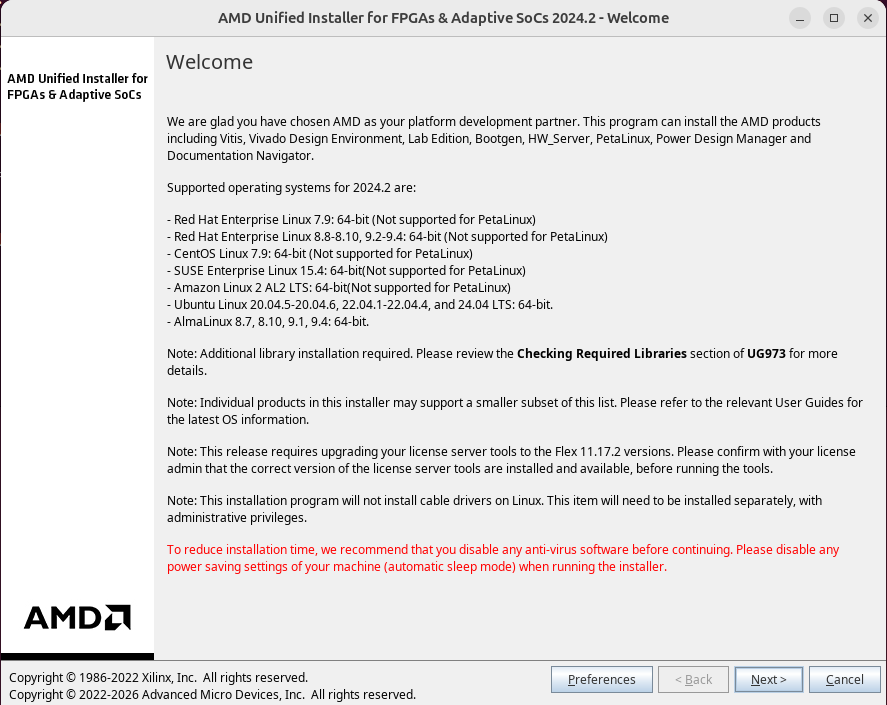 AMD Unified Installer for FPGAs & Adaptive SoCs 2024.2 - Welcome
AMD Unified Installer for
FPGAs & Adaptive SoCs
Welcome
We are glad you have chosen AMD as your platform development partner. This program can install the AMD products
including Vitis, Vivado Design Environment, Lab Edition, Bootgen, HW_Server, PetaLinux, Power Design Manager and
Documentation Navigator.
Supported operating systems for 2024.2 are:
- Red Hat Enterprise Linux 7.9: 64-bit (Not supported for PetaLinux)
- Red Hat Enterprise Linux 8.8-8.10, 9.2-9.4: 64-bit (Not supported for PetaLinux)
- CentOS Linux 7.9: 64-bit (Not supported for PetaLinux)
- SUSE Enterprise Linux 15.4: 64-bit(Not supported for PetaLinux)
- Amazon Linux 2 AL2 LTS: 64-bit(Not supported for PetaLinux)
- Ubuntu Linux 20.04.5-20.04.6, 22.04.1-22.04.4, and 24.04 LTS: 64-bit.
- AlmaLinux 8.7, 8.10, 9.1, 9.4: 64-bit.
Note: Additional library installation required. Please review the Checking Required Libraries section of UG973 for more
details.
Note: Individual products in this installer may support a smaller subset of this list. Please refer to the relevant User Guides for
the latest OS information.
Note: This release requires upgrading your license server tools to the Flex 11.17.2 versions. Please confirm with your license
admin that the correct version of the license server tools are installed and available, before running the tools.
Note: This installation program will not install cable drivers on Linux. This item will need to be installed separately, with
administrative privileges.
To reduce installation time, we recommend that you disable any anti-virus software before continuing. Please disable any
power saving settings of your machine (automatic sleep mode) when running the installer.
AMD
Copyright © 1986-2022 Xilinx, Inc.  All rights reserved.
Copyright © 2022-2026 Advanced Micro Devices, Inc.  All rights reserved.
Preferences
< Back
Next >
Cancel